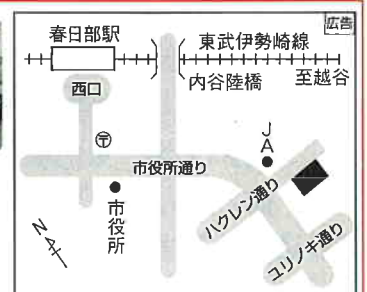 広告
春日部駅
東武伊勢崎線
内谷陸橋
至越谷
西口
〒
JA
市役所通り
市役所
ハクレン通り
ユリノキ通り
N